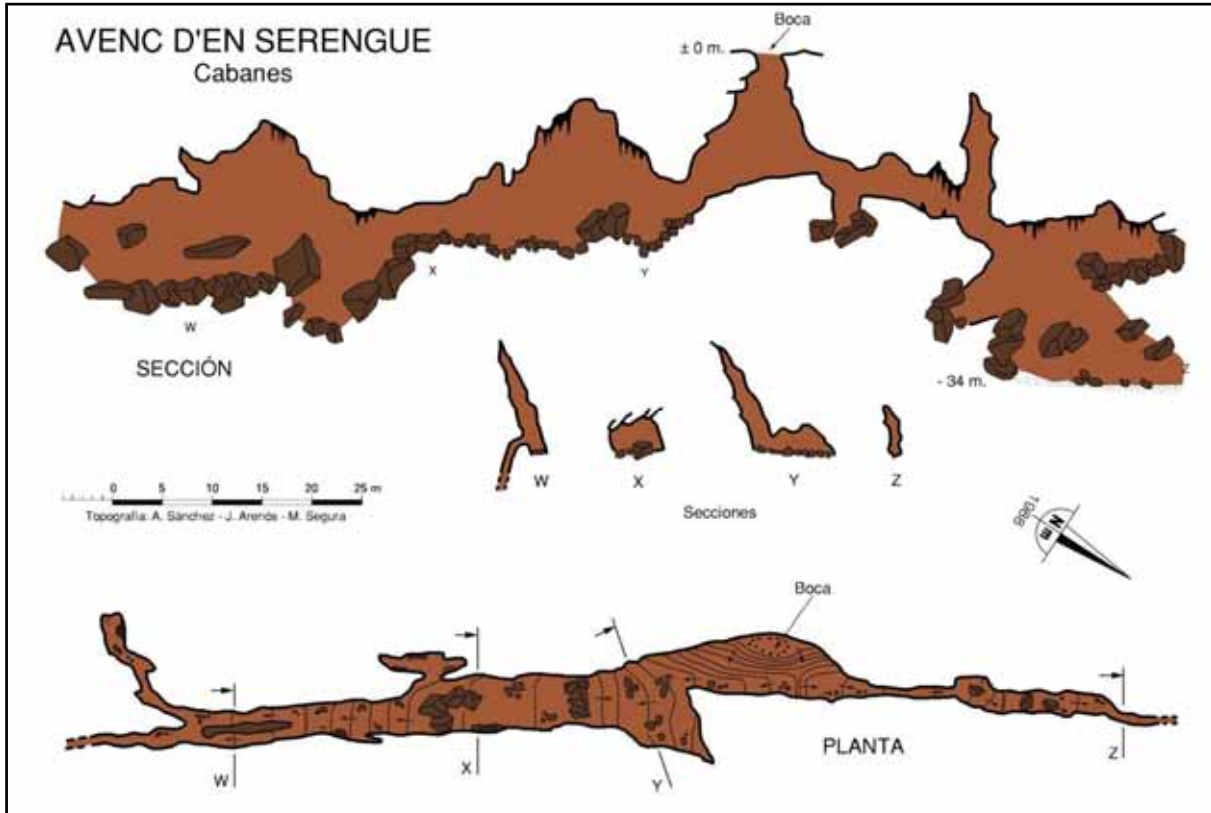 AVENC D'EN SERENGUE
Cabanes
Boca
± 0 m.
X
Y
W
SECCIÓN
- 34 m.
Z
W
X
Y
Z
Secciones
0 5 10 15 20 25 m
Topografía: A. Sánchez - J. Arenós - M. Segura
1986
N m
Boca
PLANTA
W
X
Y
Z